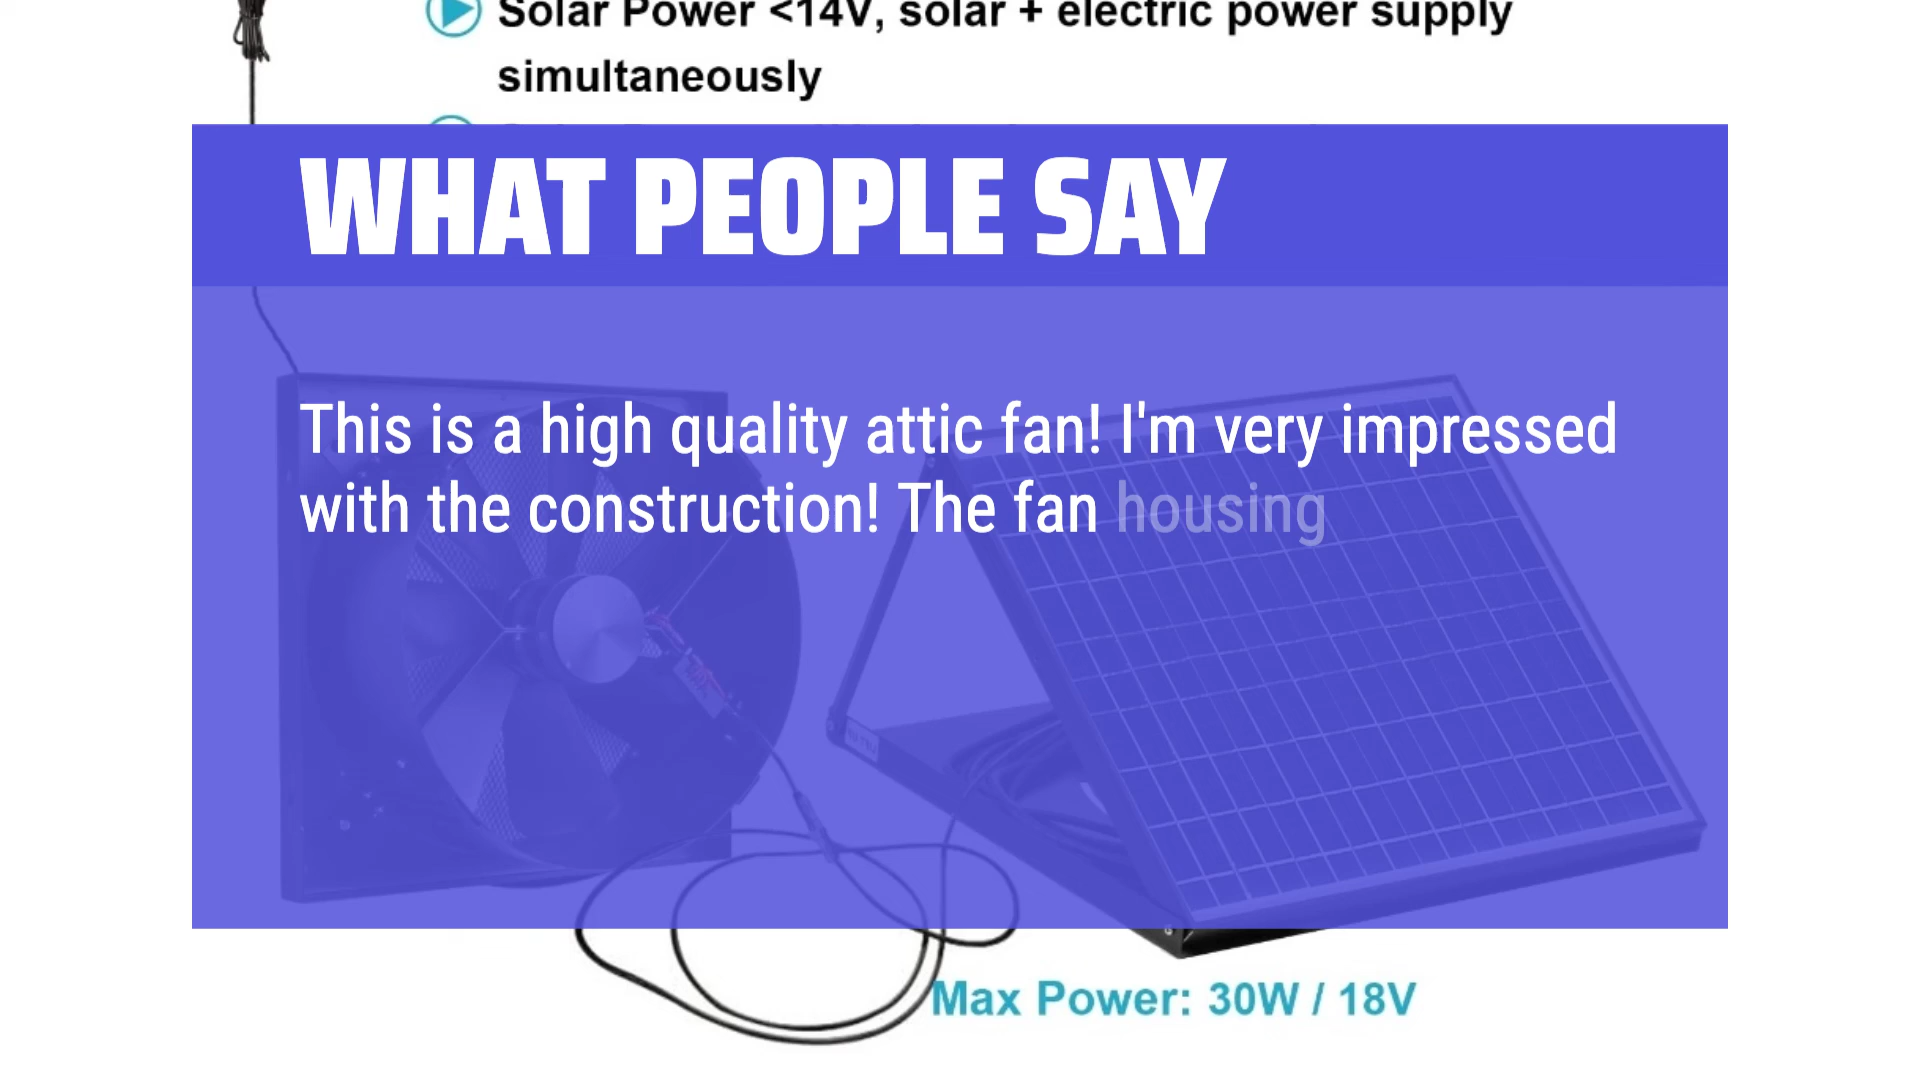 Solar Power <14V, solar + electric power supply
simultaneously
WHAT PEOPLE SAY
This is a high quality attic fan! I'm very impressed
with the construction! The fan housing
Max Power: 30W / 18V